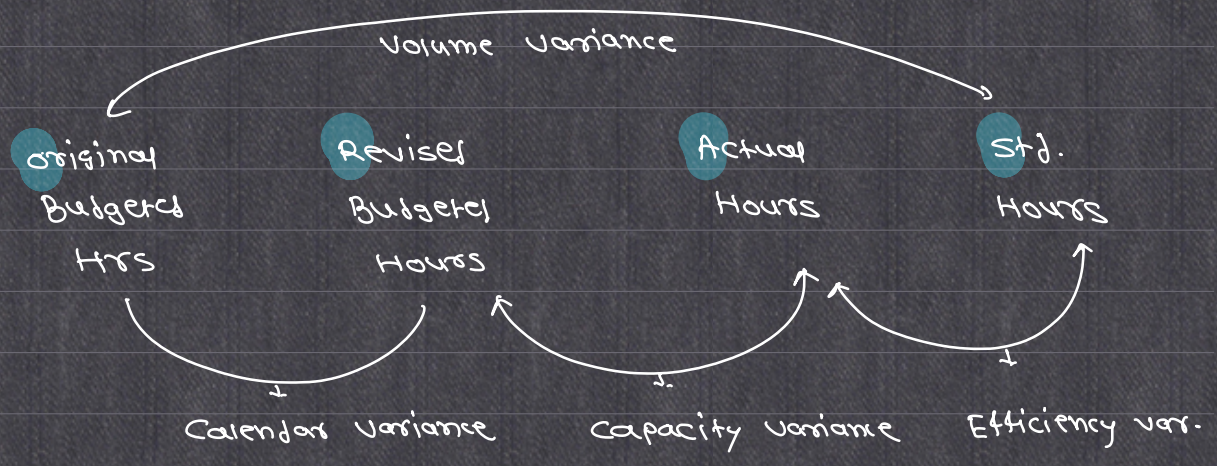 Volume Variance
Original Revised Actual Std.
Budgeted Budgeted Hours Hours
Hrs Hours
Calendar Variance Capacity Variance Efficiency Var.